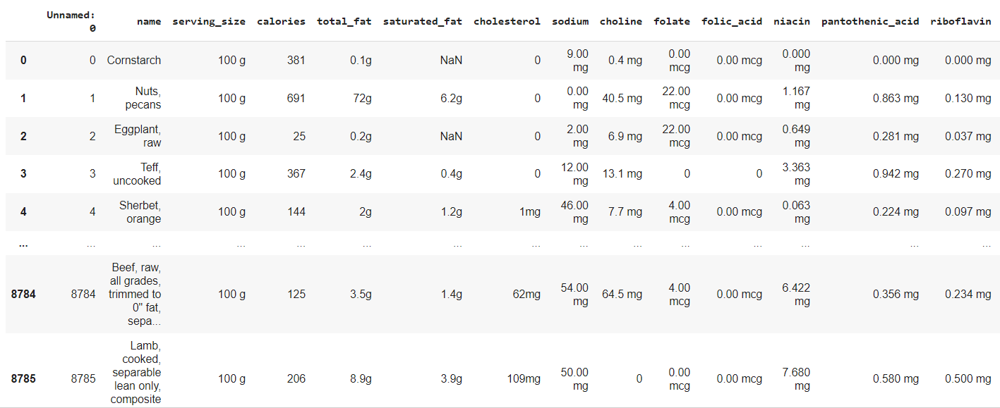 Unnamed: 0 name serving_size calories total_fat saturated_fat cholesterol sodium choline folate folic_acid niacin pantothenic_acid riboflavin
0 0 Cornstarch 100 g 381 0.1g NaN 0 9.00 mg 0.4 mg 0.00 mcg 0.00 mcg 0.000 mg 0.000 mg 0.000 mg
1 1 Nuts, pecans 100 g 691 72g 6.2g 0 0.00 mg 40.5 mg 22.00 mcg 0.00 mcg 1.167 mg 0.863 mg 0.130 mg
2 2 Eggplant, raw 100 g 25 0.2g NaN 0 2.00 mg 6.9 mg 22.00 mcg 0.00 mcg 0.649 mg 0.281 mg 0.037 mg
3 3 Teff, uncooked 100 g 367 2.4g 0.4g 0 12.00 mg 13.1 mg 0 0 3.363 mg 0.942 mg 0.270 mg
4 4 Sherbet, orange 100 g 144 2g 1.2g 1mg 46.00 mg 7.7 mg 4.00 mcg 0.00 mcg 0.063 mg 0.224 mg 0.097 mg
... ... ... ... ... ... ... ... ... ... ... ... ... ... ...
8784 8784 Beef, raw, all grades, trimmed to 0" fat, sepa... 100 g 125 3.5g 1.4g 62mg 54.00 mg 64.5 mg 4.00 mcg 0.00 mcg 6.422 mg 0.356 mg 0.234 mg
8785 8785 Lamb, cooked, separable lean only, composite 100 g 206 8.9g 3.9g 109mg 50.00 mg 0 0.00 mcg 0.00 mcg 7.680 mg 0.580 mg 0.500 mg